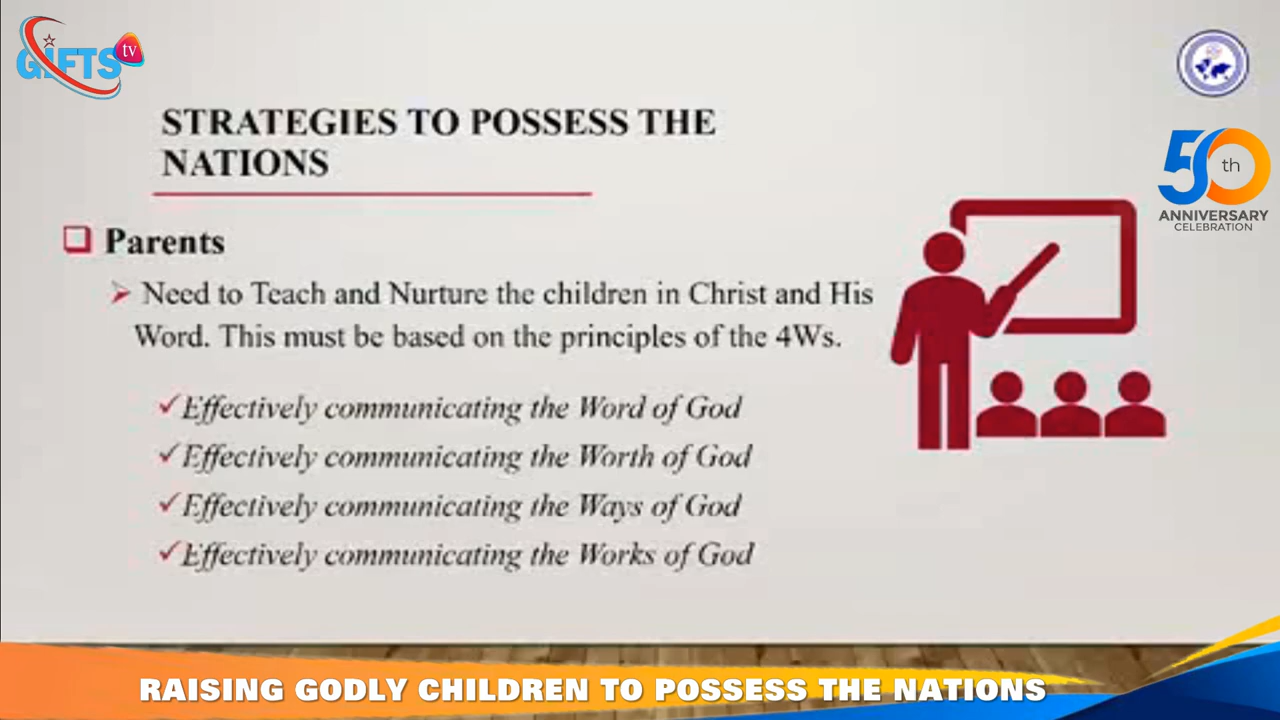 GIFTS tv
50th
ANNIVERSARY
CELEBRATION
STRATEGIES TO POSSESS THE
NATIONS
Parents
Need to Teach and Nurture the children in Christ and His
Word. This must be based on the principles of the 4Ws.
Effectively communicating the Word of God
Effectively communicating the Worth of God
Effectively communicating the Ways of God
Effectively communicating the Works of God
RAISING GODLY CHILDREN TO POSSESS THE NATIONS